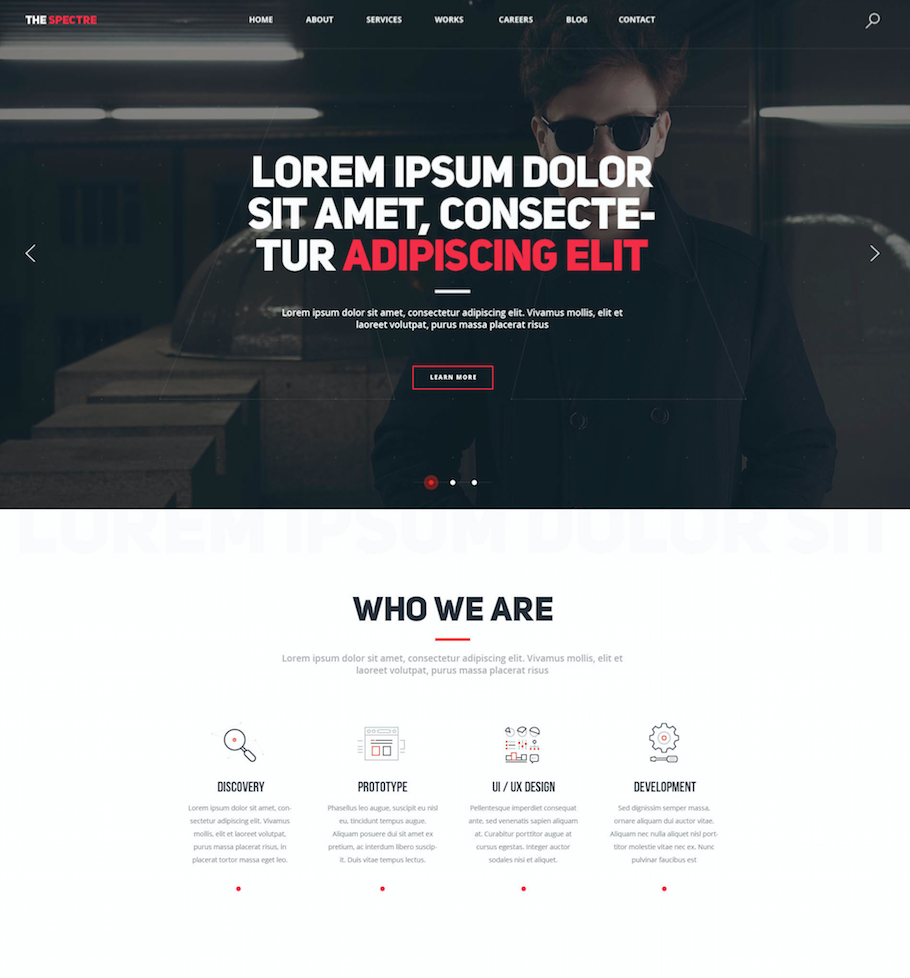 THE SPECTRE
HOME ABOUT SERVICES WORKS CAREERS BLOG CONTACT
LOREM IPSUM DOLOR
SIT AMET, CONSECTE-
TUR ADIPISCING ELIT
Lorem ipsum dolor sit amet, consectetur adipiscing elit. Vivamus mollis, elit et
laoreet volutpat, purus massa placerat risus
LEARN MORE
LOREM IPSUM DOLOR SIT
WHO WE ARE
Lorem ipsum dolor sit amet, consectetur adipiscing elit. Vivamus mollis, elit et
laoreet volutpat, purus massa placerat risus
DISCOVERY
Lorem ipsum dolor sit amet, con-
sectetur adipiscing elit. Vivamus
mollis, elit et laoreet volutpat,
purus massa placerat risus, in
placerat tortor massa eget leo.
PROTOTYPE
Phasellus leo augue, suscipit eu nisl
eu, tincidunt tempus augue.
Aliquam posuere dui sit amet ex
pretium, ac interdum libero suscip-
it. Duis vitae tempus lectus.
UI / UX DESIGN
Pellentesque imperdiet consequat
ante, sed venenatis sapien aliquam
at. Curabitur porttitor augue at
cursus egestas. Integer auctor
sodales nisi et aliquet.
DEVELOPMENT
Sed dignissim semper massa,
ornare aliquam dui auctor vitae.
Aliquam nec nulla aliquet nisl port-
titor molestie vitae nec ex. Nunc
pulvinar faucibus est